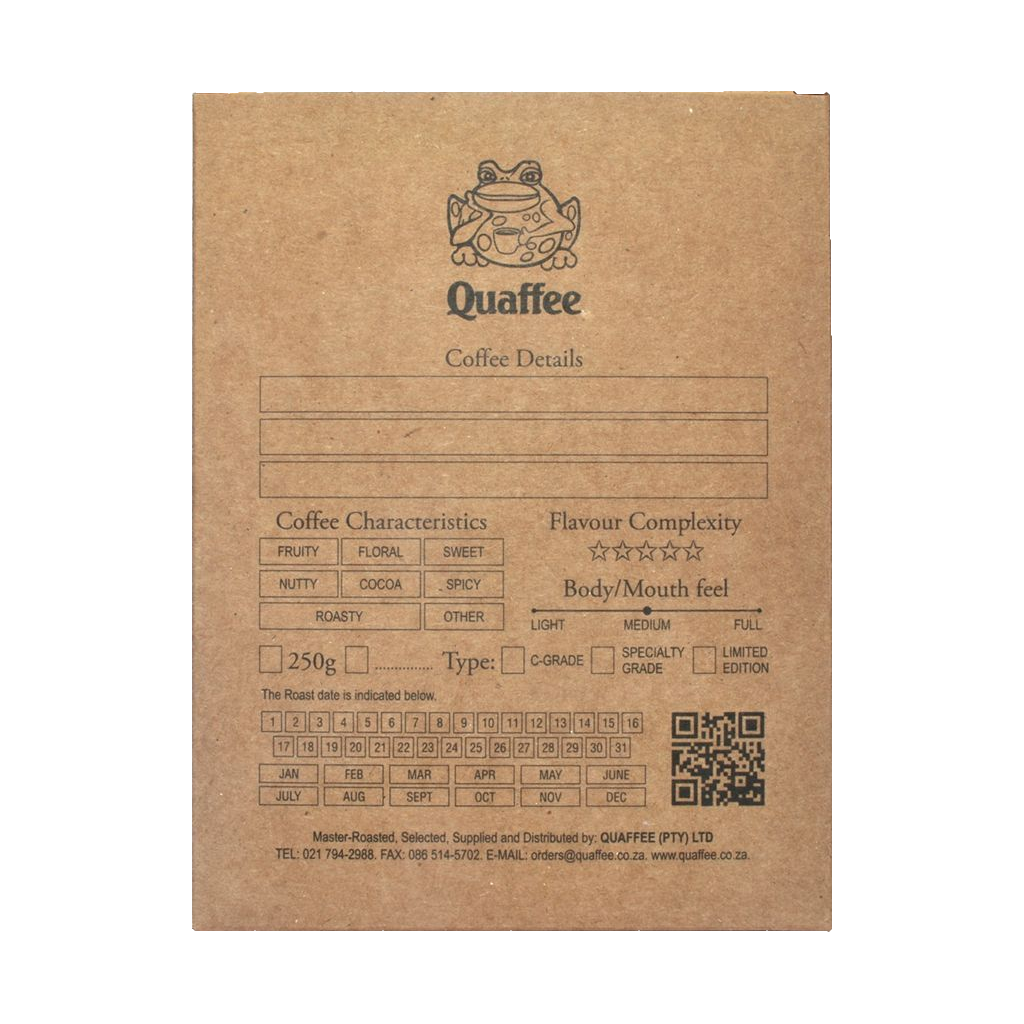 Quaffee
Coffee Details
Coffee Characteristics
FRUITY FLORAL SWEET
NUTTY COCOA SPICY
ROASTY OTHER
Flavour Complexity
Body/Mouth feel
LIGHT MEDIUM FULL
250g .............. Type: C-GRADE SPECIALTY GRADE LIMITED EDITION
The Roast date is indicated below.
1 2 3 4 5 6 7 8 9 10 11 12 13 14 15 16
17 18 19 20 21 22 23 24 25 26 27 28 29 30 31
JAN FEB MAR APR MAY JUNE
JULY AUG SEPT OCT NOV DEC
Master-Roasted, Selected, Supplied and Distributed by: QUAFFEE (PTY) LTD
TEL: 021 794-2988. FAX: 086 514-5702. E-MAIL: orders@quaffee.co.za. www.quaffee.co.za.